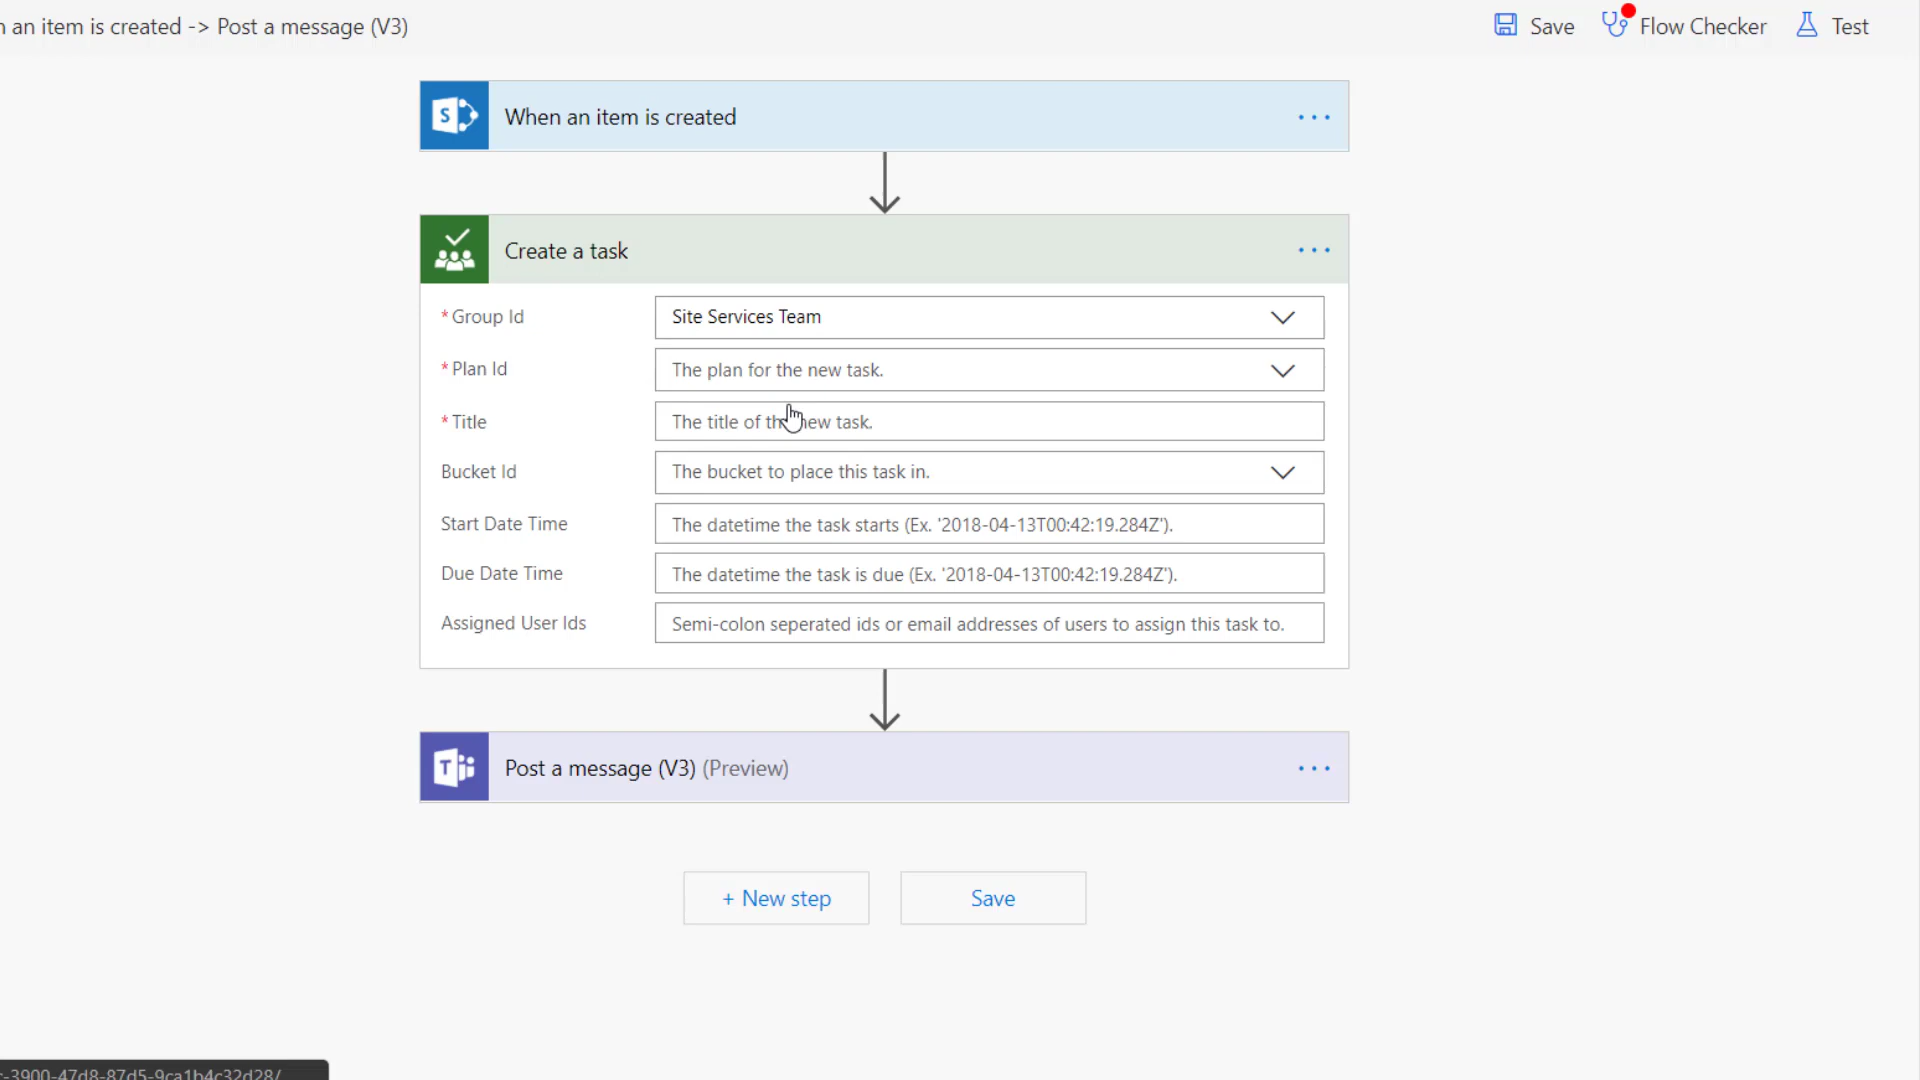 n an item is created -> Post a message (V3)
Save
Flow Checker
Test
S
When an item is created
Create a task
* Group Id
Site Services Team
* Plan Id
The plan for the new task.
* Title
The title of th new task.
Bucket Id
The bucket to place this task in.
Start Date Time
The datetime the task starts (Ex. '2018-04-13T00:42:19.284Z').
Due Date Time
The datetime the task is due (Ex. '2018-04-13T00:42:19.284Z').
Assigned User Ids
Semi-colon seperated ids or email addresses of users to assign this task to.
T
Post a message (V3) (Preview)
+ New step
Save
-3900-47d8-87d5-9ca1b4c32d28/